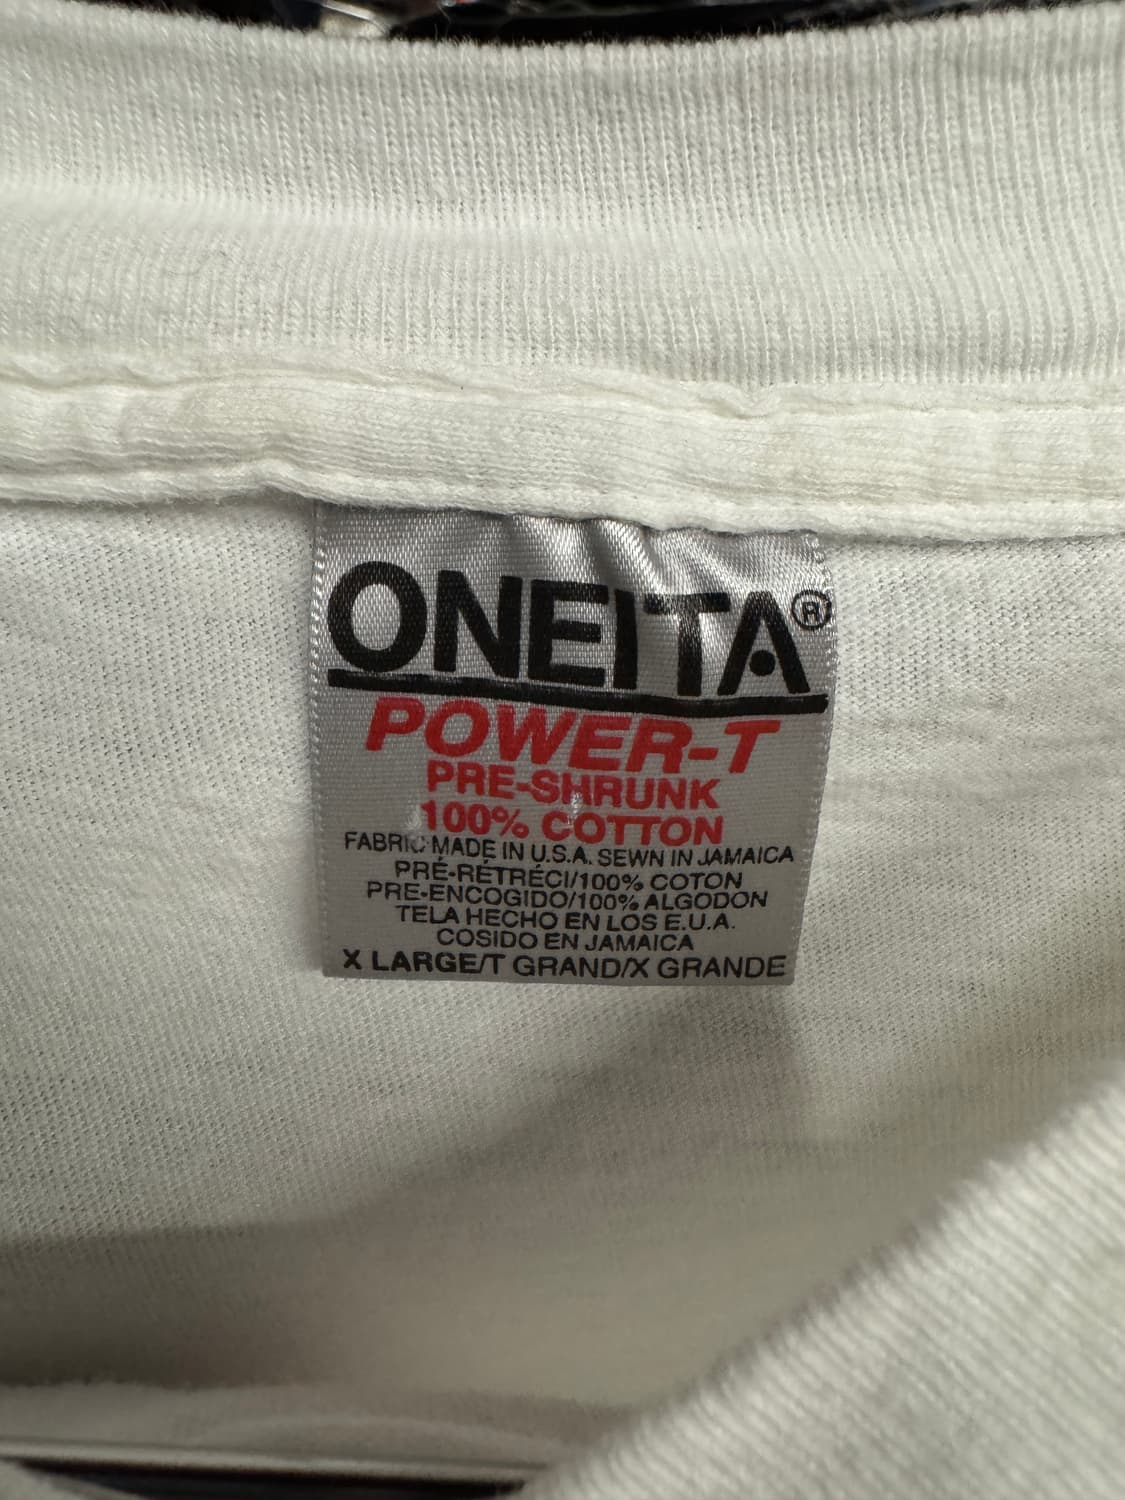 ONEITA®
POWER-T
PRE-SHRUNK
100% COTTON
FABRIC MADE IN U.S.A. SEWN IN JAMAICA
PRÉ-RÉTRÉCI/100% COTON
PRE-ENCOGIDO/100% ALGODON
TELA HECHO EN LOS E.U.A.
COSIDO EN JAMAICA
X LARGE/T GRAND/X GRANDE